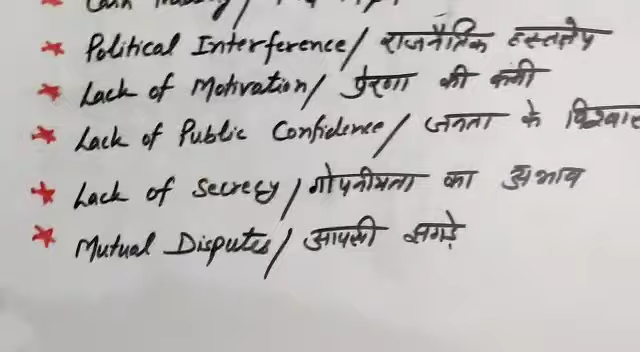 Political Interference / राजनैतिक हस्तक्षेप
Lack of Motivation / प्रेरणा की कमी
Lack of Public Confidence / जनता के विश्वास
Lack of Secrecy / गोपनीयता का अभाव
Mutual Disputes / आपसी झगड़े